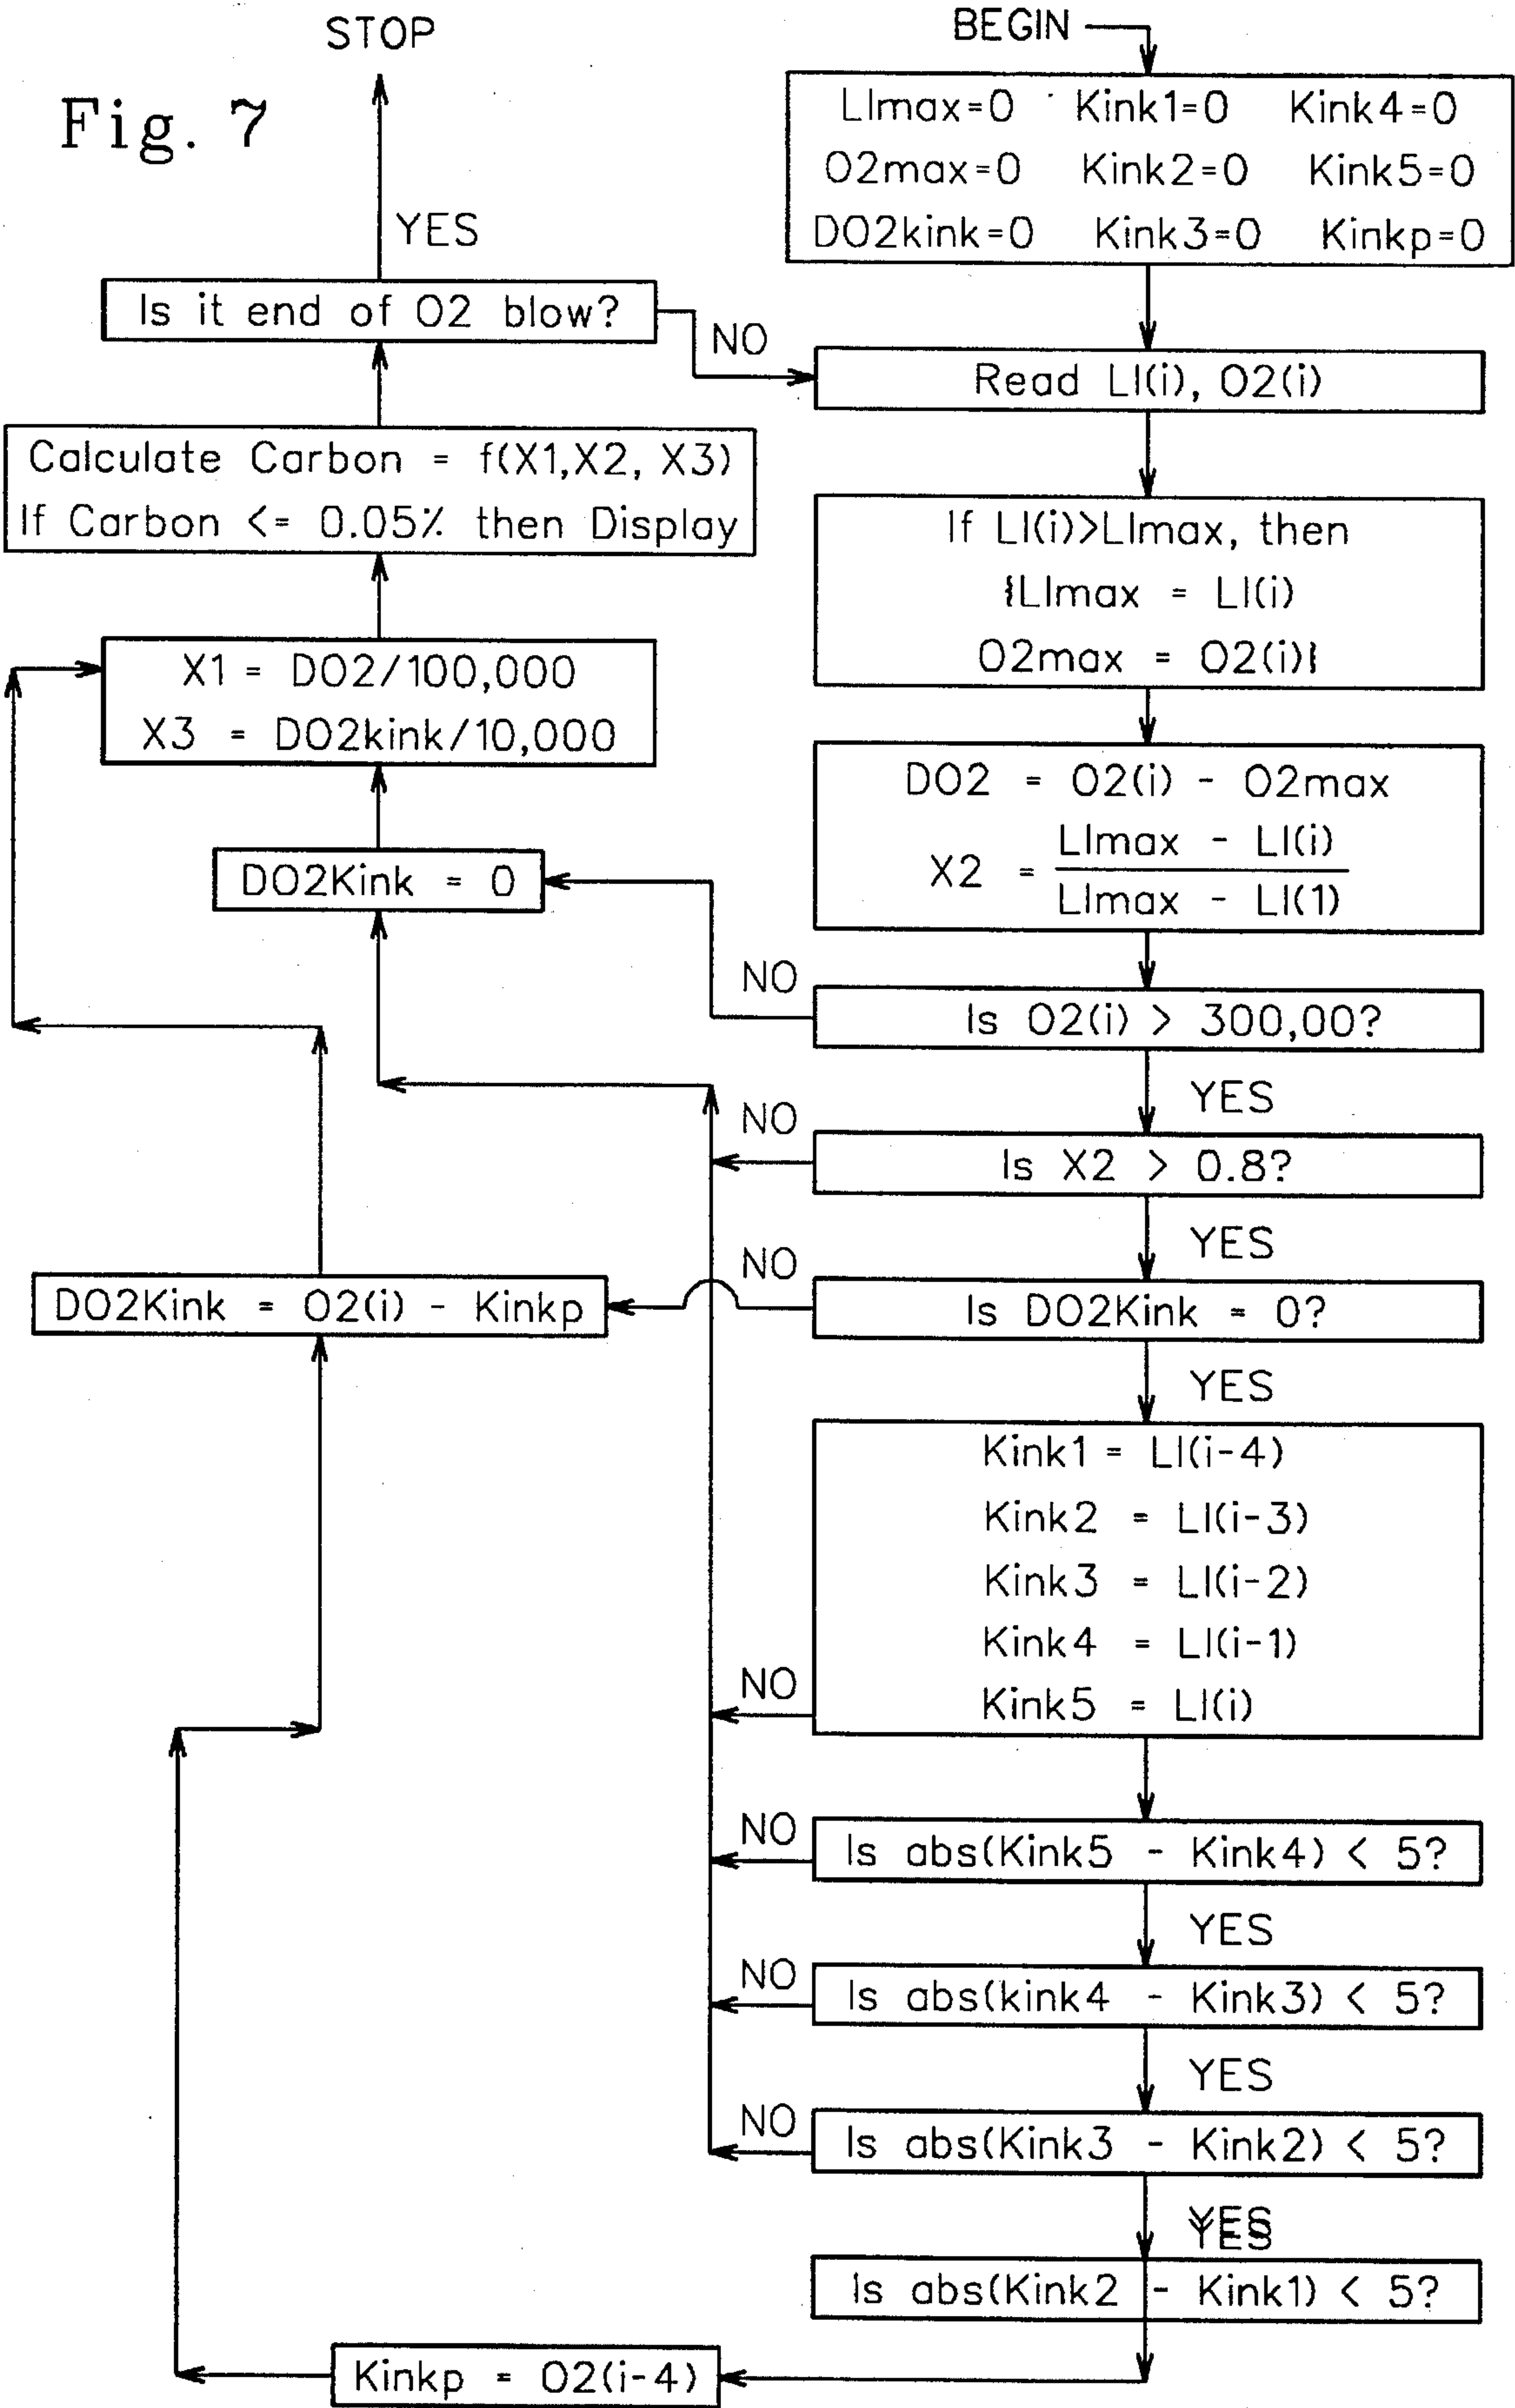 STOP
Fig. 7
YES
Is it end of O2 blow?
NO
Calculate Carbon = f(X1,X2, X3)
If Carbon <= 0.05% then Display
X1 = DO2/100,000
X3 = DO2kink/10,000
DO2Kink = 0
DO2Kink = O2(i) - Kinkp
BEGIN
LImax=0 Kink1=0 Kink4=0
O2max=0 Kink2=0 Kink5=0
DO2kink=0 Kink3=0 Kinkp=0
Read LI(i), O2(i)
If LI(i)>LImax, then
{LImax = LI(i)
O2max = O2(i)}
DO2 = O2(i) - O2max
X2 = LImax - LI(i)
LImax - LI(1)
NO
Is O2(i) > 300,00?
YES
NO
Is X2 > 0.8?
YES
NO
Is DO2Kink = 0?
YES
Kink1 = LI(i-4)
Kink2 = LI(i-3)
Kink3 = LI(i-2)
Kink4 = LI(i-1)
NO
Kink5 = LI(i)
NO
Is abs(Kink5 - Kink4) < 5?
YES
NO
Is abs(kink4 - Kink3) < 5?
YES
NO
Is abs(Kink3 - Kink2) < 5?
YES
YES
Is abs(Kink2 - Kink1) < 5?
Kinkp = O2(i-4)